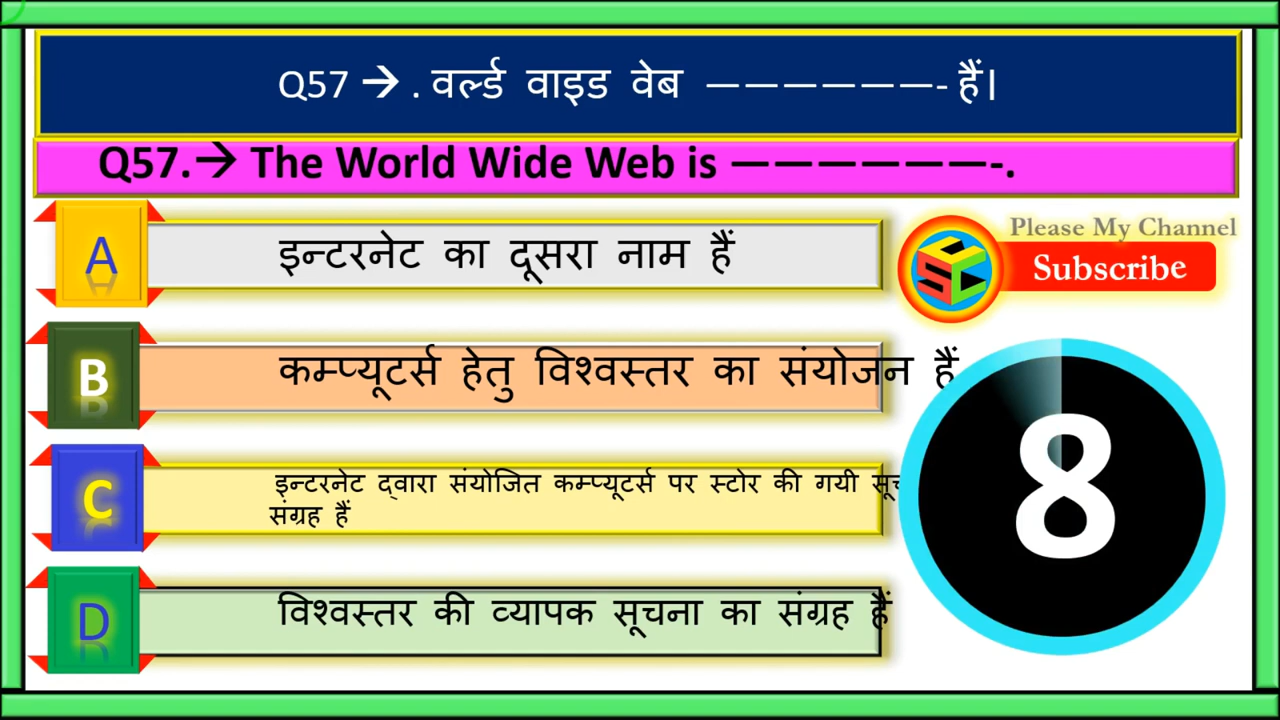 Q57 → . वर्ल्ड वाइड वेब ——————- हैं।
Q57.→ The World Wide Web is ——————-.
A
इन्टरनेट का दूसरा नाम हैं
Please My Channel
Subscribe
SC
B
कम्प्यूटर्स हेतु विश्वस्तर का संयोजन हैं
8
C
इन्टरनेट द्वारा संयोजित कम्प्यूटर्स पर स्टोर की गयी
संग्रह हैं
D
विश्वस्तर की व्यापक सूचना का संग्रह हैं